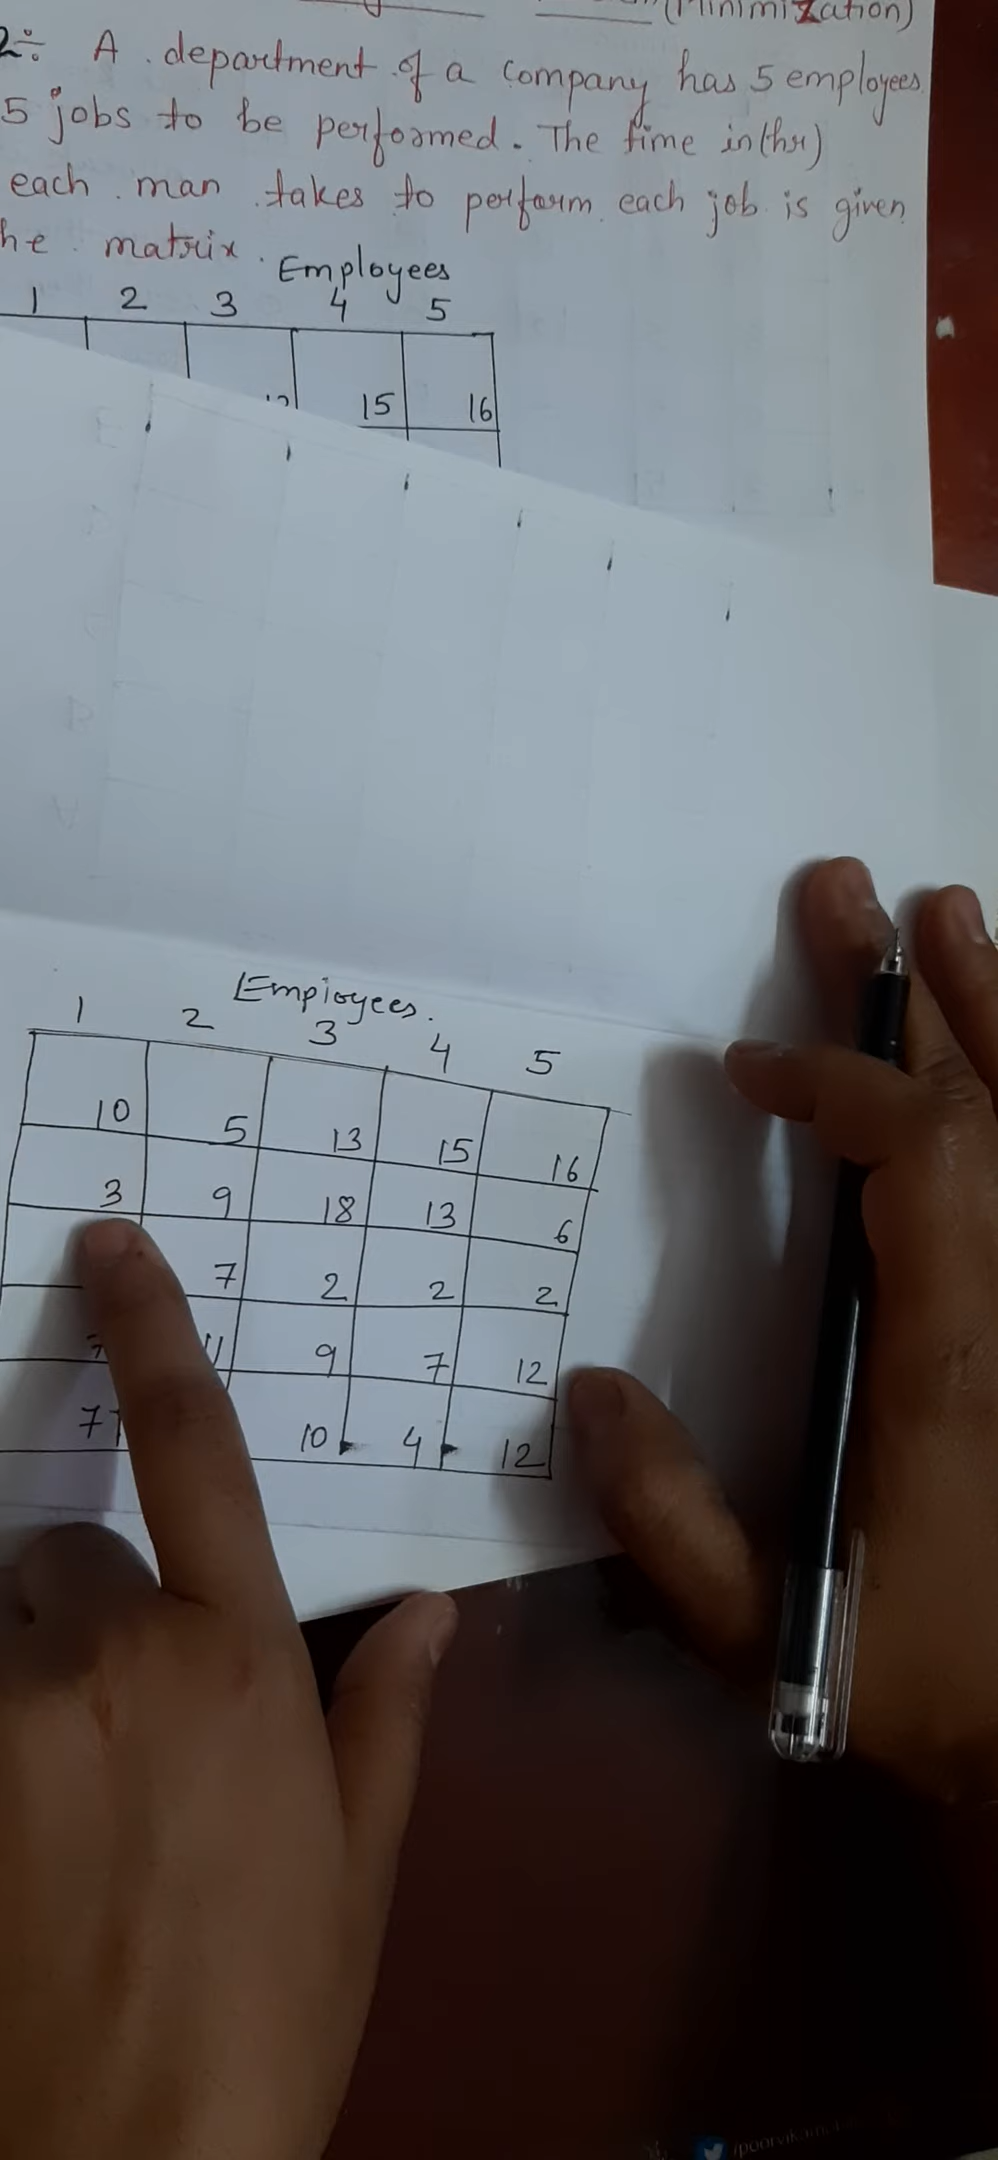 (Minimization)
2÷ A department of a company has 5 employees
5 jobs to be performed. The time in(hr)
each man takes to perform each job is given
he matrix.
Employees
1 2 3 4 5
15 16
Employees.
1 2 3 4 5
10 5 13 15 16
3 9 18 13 6
7 2 2 2
11 9 7 12
7 10 4 12